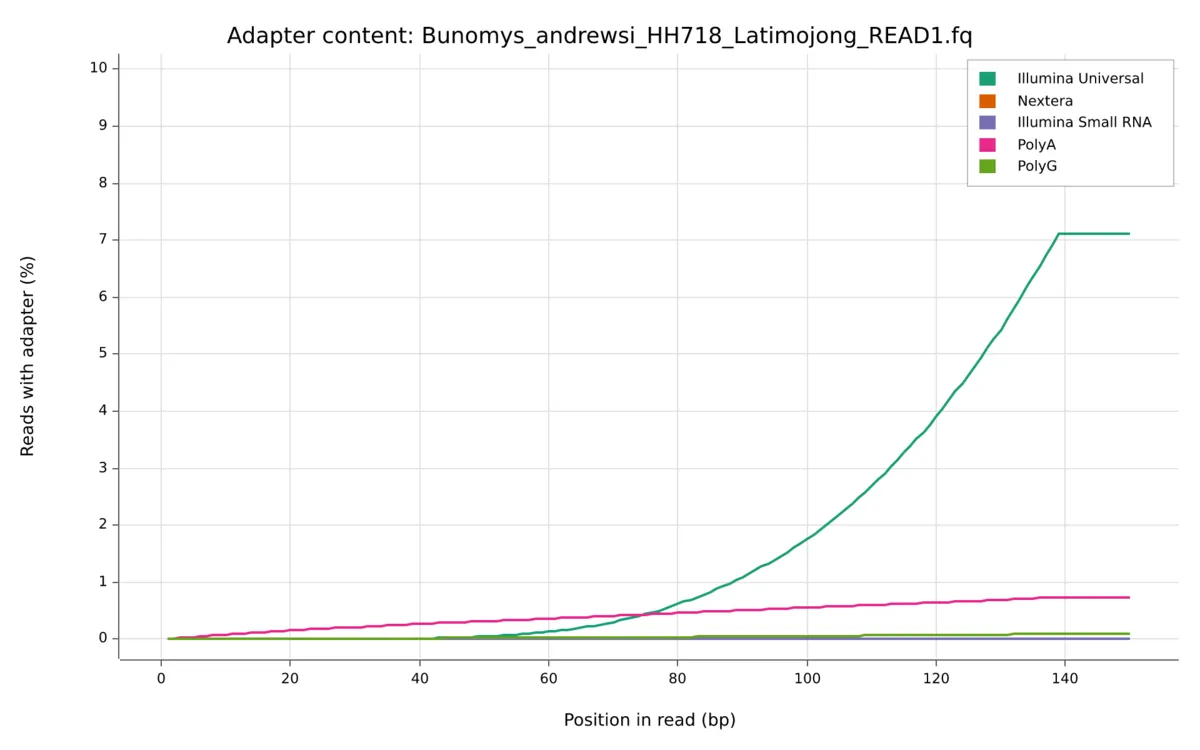 Adapter content: Bunomys_andrewsi_HH718_Latimojong_READ1.fq
Illumina Universal
Nextera
Illumina Small RNA
PolyA
PolyG
Reads with adapter (%)
10
9
8
7
6
5
4
3
2
1
0
0 20 40 60 80 100 120 140
Position in read (bp)